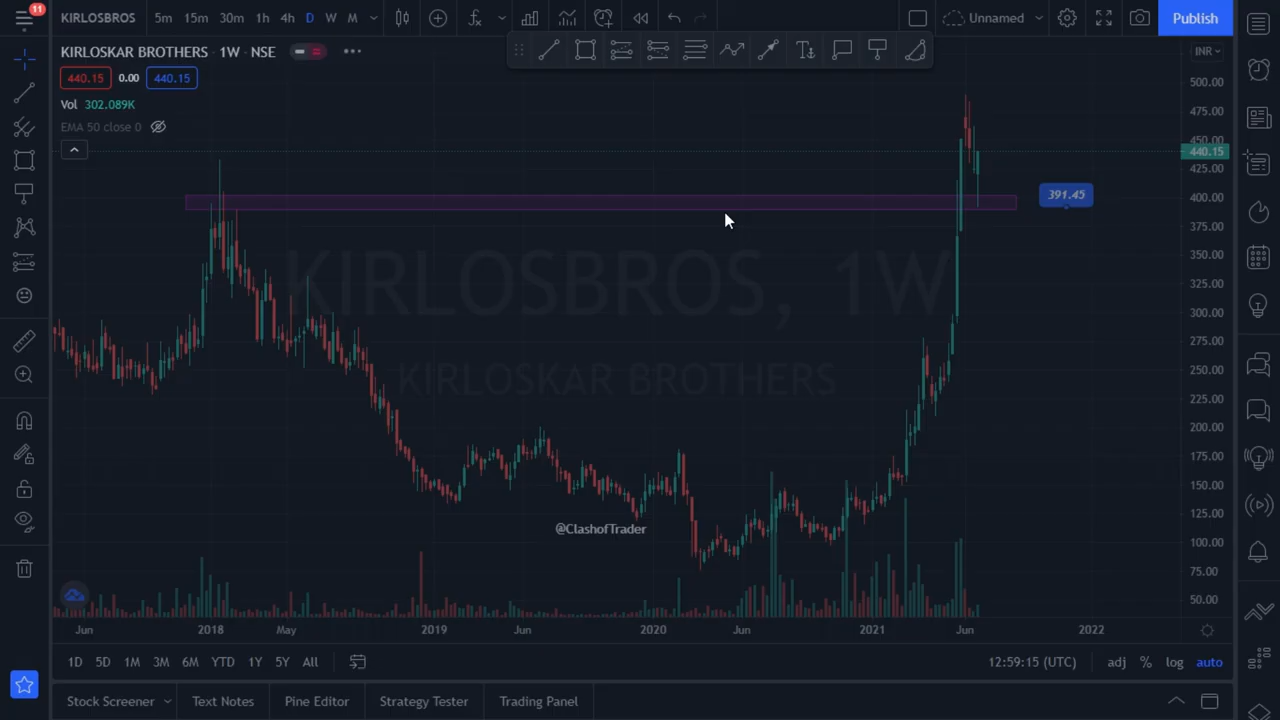 11
KIRLOSBROS 5m 15m 30m 1h 4h D W M Unnamed Publish
KIRLOSKAR BROTHERS · 1W · NSE
INR
440.15 0.00 440.15
Vol 302.089K
EMA 50 close 0
500.00
475.00
450.00
440.15
425.00
400.00
391.45
375.00
350.00
325.00
300.00
275.00
250.00
225.00
200.00
175.00
150.00
125.00
100.00
75.00
50.00
KIRLOSBROS, 1W
KIRLOSKAR BROTHERS
@ClashofTrader
Jun 2018 May 2019 Jun 2020 Jun 2021 Jun 2022
1D 5D 1M 3M 6M YTD 1Y 5Y All 12:59:15 (UTC) adj % log auto
Stock Screener Text Notes Pine Editor Strategy Tester Trading Panel